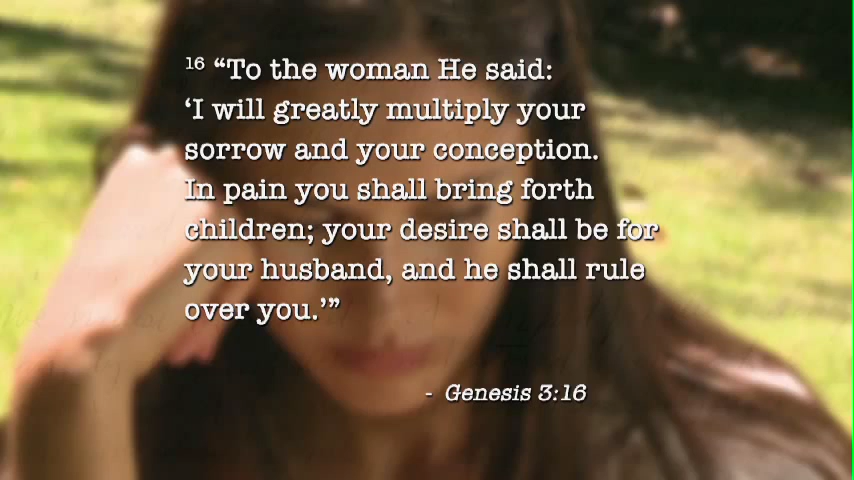 16 “To the woman He said:
‘I will greatly multiply your
sorrow and your conception.
In pain you shall bring forth
children; your desire shall be for
your husband, and he shall rule
over you.’”
- Genesis 3:16